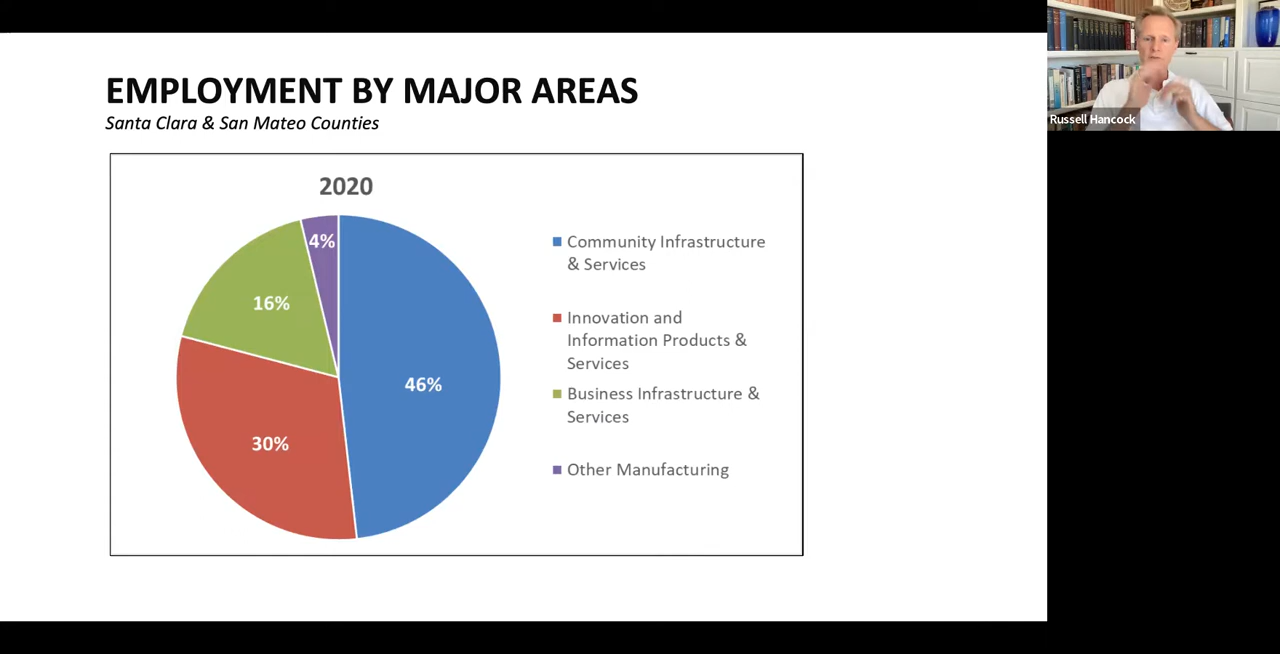 EMPLOYMENT BY MAJOR AREAS
Santa Clara & San Mateo Counties
2020
4%
16%
46%
30%
Community Infrastructure
& Services
Innovation and
Information Products &
Services
Business Infrastructure &
Services
Other Manufacturing
Russell Hancock